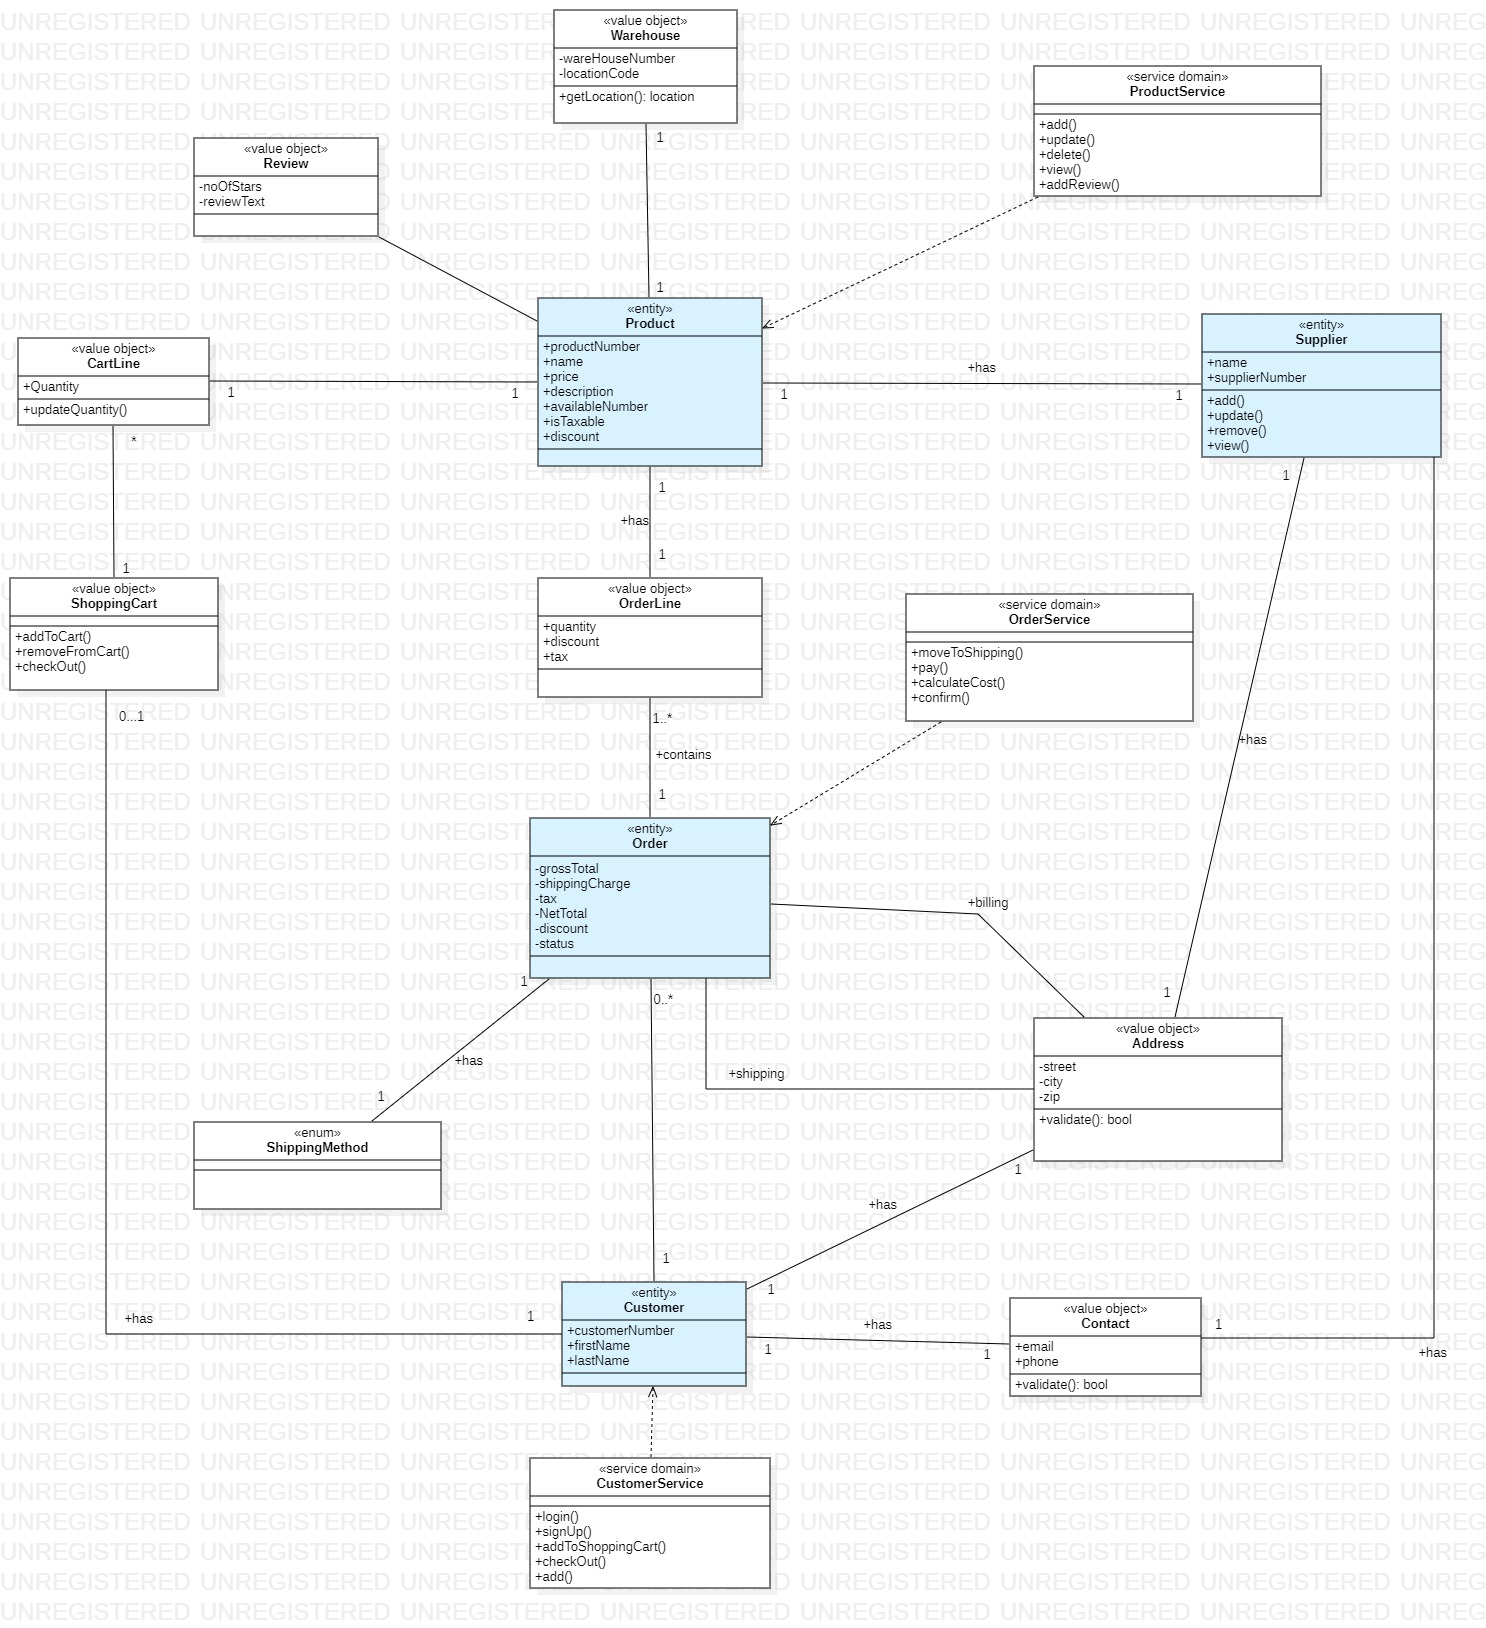 «value object»
Warehouse
-wareHouseNumber
-locationCode
+getLocation(): location
1
1
«service domain»
ProductService
+add()
+update()
+delete()
+view()
+addReview()
«value object»
Review
-noOfStars
-reviewText
«entity»
Product
+productNumber
+name
+price
+description
+availableNumber
+isTaxable
+discount
«entity»
Supplier
+name
+supplierNumber
+add()
+update()
+remove()
+view()
+has
1
1
«value object»
CartLine
+Quantity
+updateQuantity()
1
1
*
1
1
+has
1
1
«value object»
ShoppingCart
+addToCart()
+removeFromCart()
+checkOut()
0...1
«value object»
OrderLine
+quantity
+discount
+tax
«service domain»
OrderService
+moveToShipping()
+pay()
+calculateCost()
+confirm()
1..*
+contains
1
+has
«entity»
Order
-grossTotal
-shippingCharge
-tax
-NetTotal
-discount
-status
+billing
1
0..*
1
+has
1
+shipping
«value object»
Address
-street
-city
-zip
+validate(): bool
«enum»
ShippingMethod
1
+has
1
1
+has
1
«entity»
Customer
+customerNumber
+firstName
+lastName
+has
1
1
«value object»
Contact
+email
+phone
+validate(): bool
1
+has
«service domain»
CustomerService
+login()
+signUp()
+addToShoppingCart()
+checkOut()
+add()
UNREGISTERED